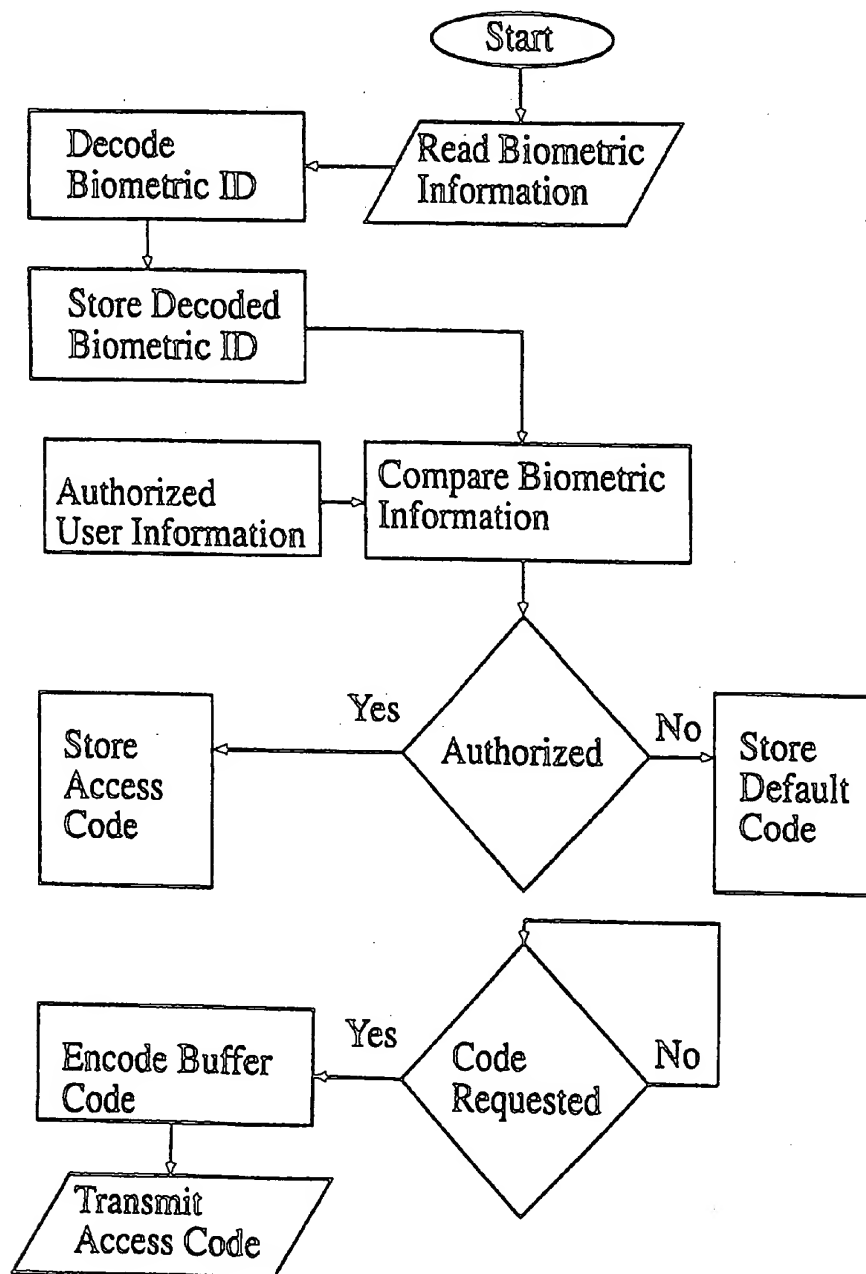 Start
Read Biometric
Information
Decode
Biometric ID
Store Decoded
Biometric ID
Authorized
User Information
Compare Biometric
Information
Authorized
Yes
No
Store
Access
Code
Store
Default
Code
Code
Requested
Yes
No
Encode Buffer
Code
Transmit
Access Code